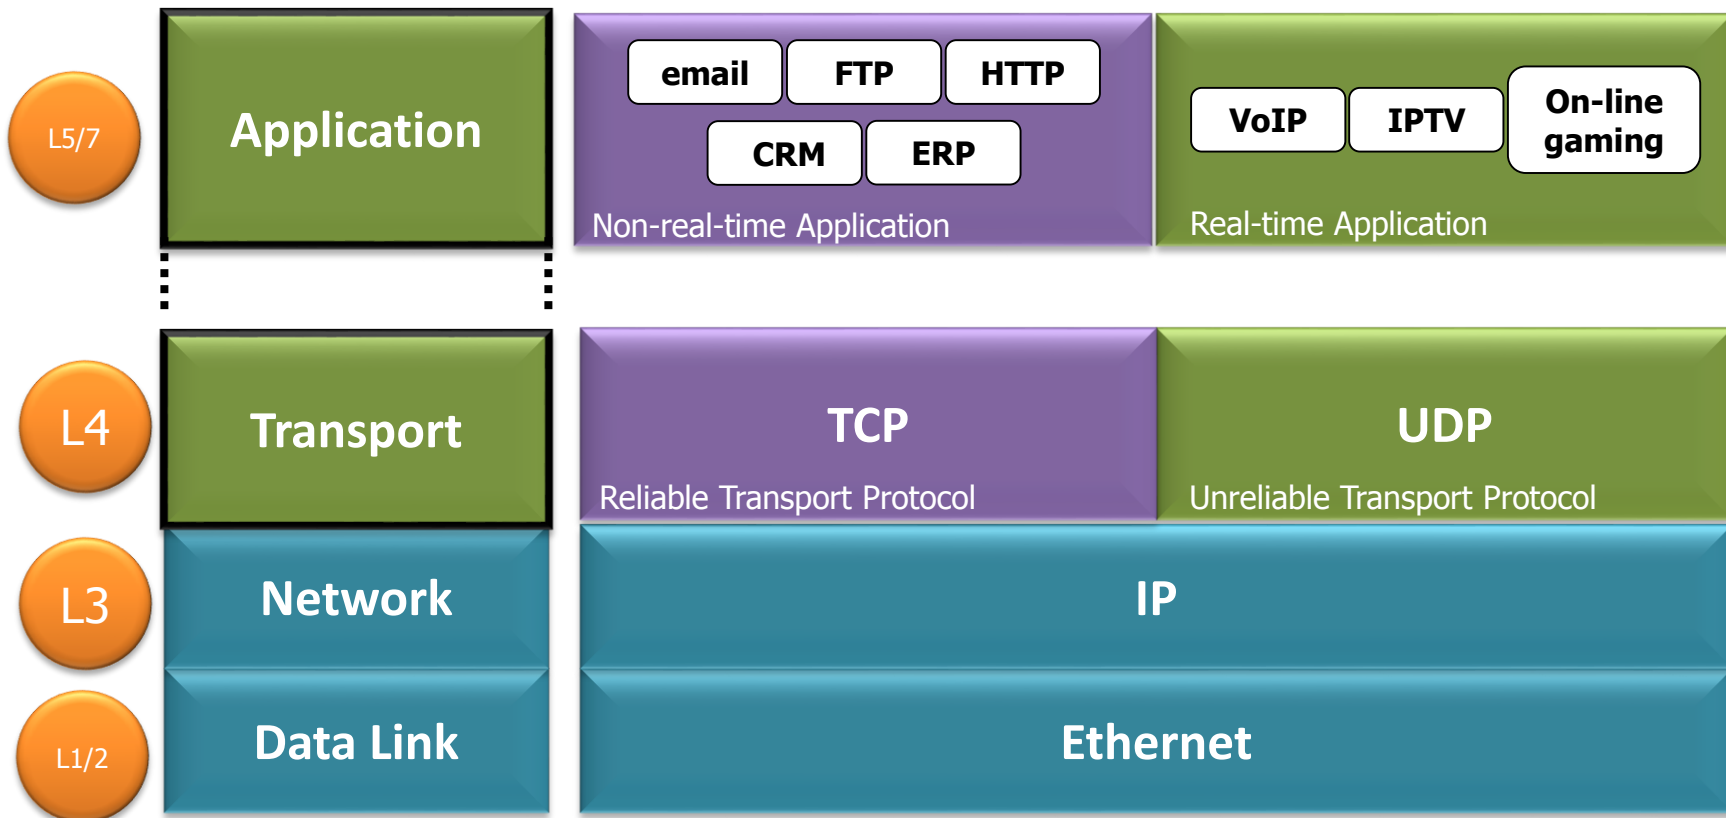 L5/7
Application
email
FTP
HTTP
CRM
ERP
Non-real-time Application
VoIP
IPTV
On-line
gaming
Real-time Application
L4
Transport
TCP
Reliable Transport Protocol
UDP
Unreliable Transport Protocol
L3
Network
IP
L1/2
Data Link
Ethernet